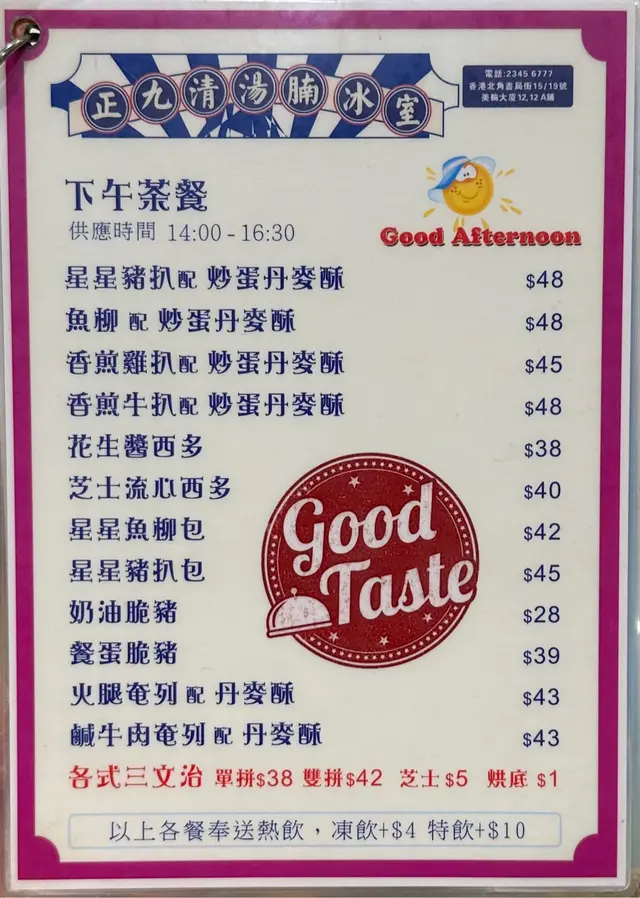 正九清湯腩冰室
電話:2345 6777
香港北角書局街15/19號
美輪大廈12,12A舖
下午茶餐
供應時間 14:00 - 16:30
Good Afternoon
星星豬扒配 炒蛋丹麥酥 $48
魚柳 配 炒蛋丹麥酥 $48
香煎雞扒配 炒蛋丹麥酥 $45
香煎牛扒配 炒蛋丹麥酥 $48
花生醬西多 $38
芝士流心西多 $40
星星魚柳包 $42
星星豬扒包 $45
奶油脆豬 $28
餐蛋脆豬 $39
Good
Taste
火腿奄列 配 丹麥酥 $43
鹹牛肉奄列 配 丹麥酥 $43
各式三文治 單拼$38 雙拼$42 芝士$5 烘底 $1
以上各餐奉送熱飲，凍飲+$4 特飲+$10